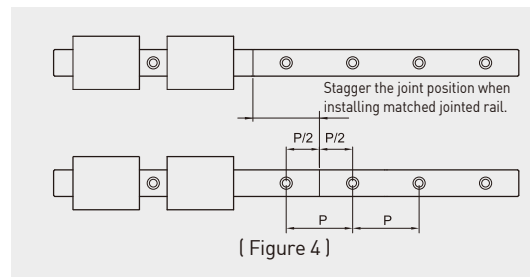 Stagger the joint position when
installing matched jointed rail.
P/2 P/2
P P
( Figure 4 )